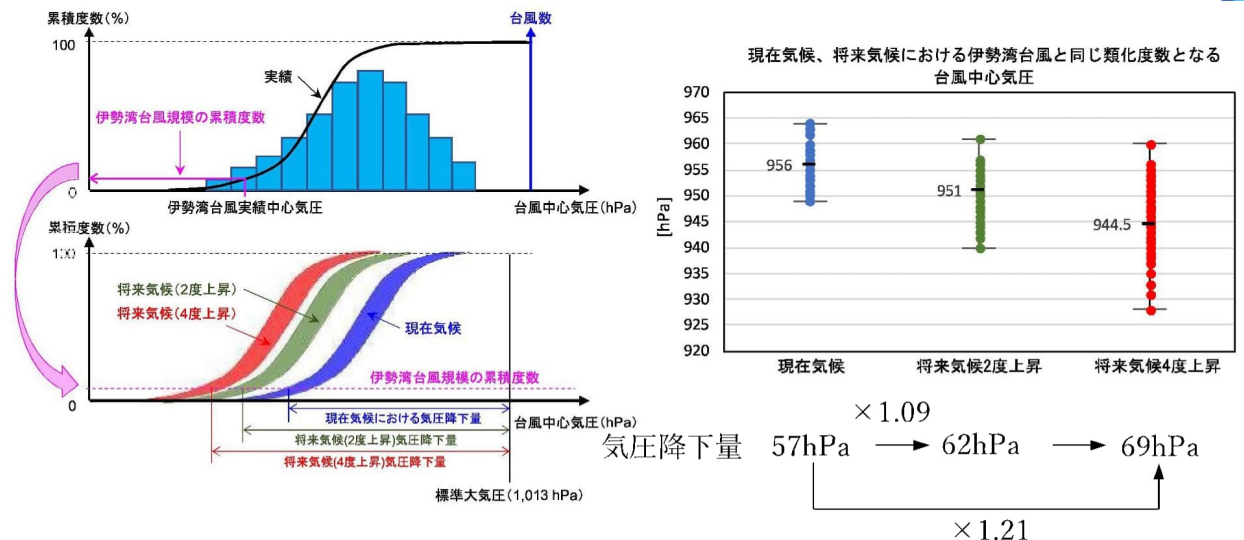 累積度数(%)
台風数
100
実績
伊勢湾台風規模の累積度数
0
伊勢湾台風実績中心気圧
台風中心気圧(hPa)
累積度数(%)
100
将来気候(2度上昇)
将来気候(4度上昇)
現在気候
伊勢湾台風規模の累積度数
0
現在気候における気圧降下量
台風中心気圧(hPa)
将来気候(2度上昇)気圧降下量
将来気候(4度上昇)気圧降下量
標準大気圧(1,013 hPa)
現在気候、将来気候における伊勢湾台風と同じ類化度数となる
台風中心気圧
[hPa]
970
965
960
955
950
945
940
935
930
925
920
956
951
944.5
現在気候
将来気候2度上昇
将来気候4度上昇
×1.09
気圧降下量 57hPa 62hPa 69hPa
×1.21